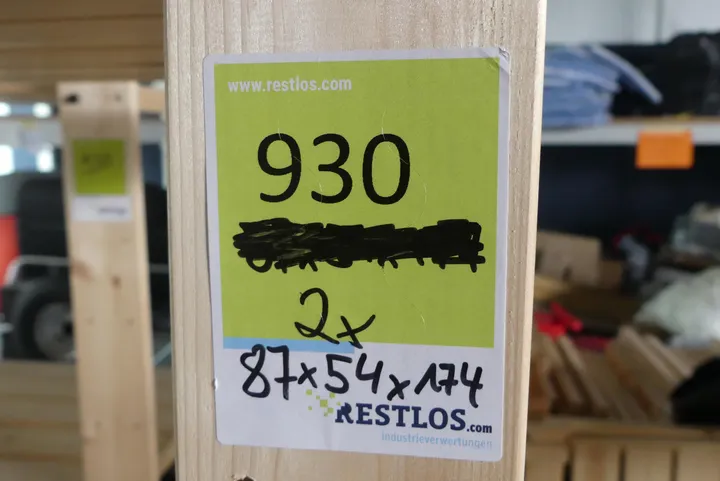 www.restlos.com
930
2x
87x54x174
RESTLOS.com
industrieverwertungen